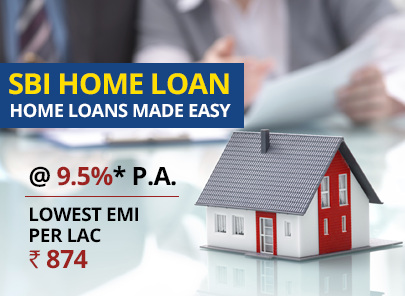 SBI HOME LOAN
HOME LOANS MADE EASY
@ 9.5%* P.A.
LOWEST EMI
PER LAC
₹ 874